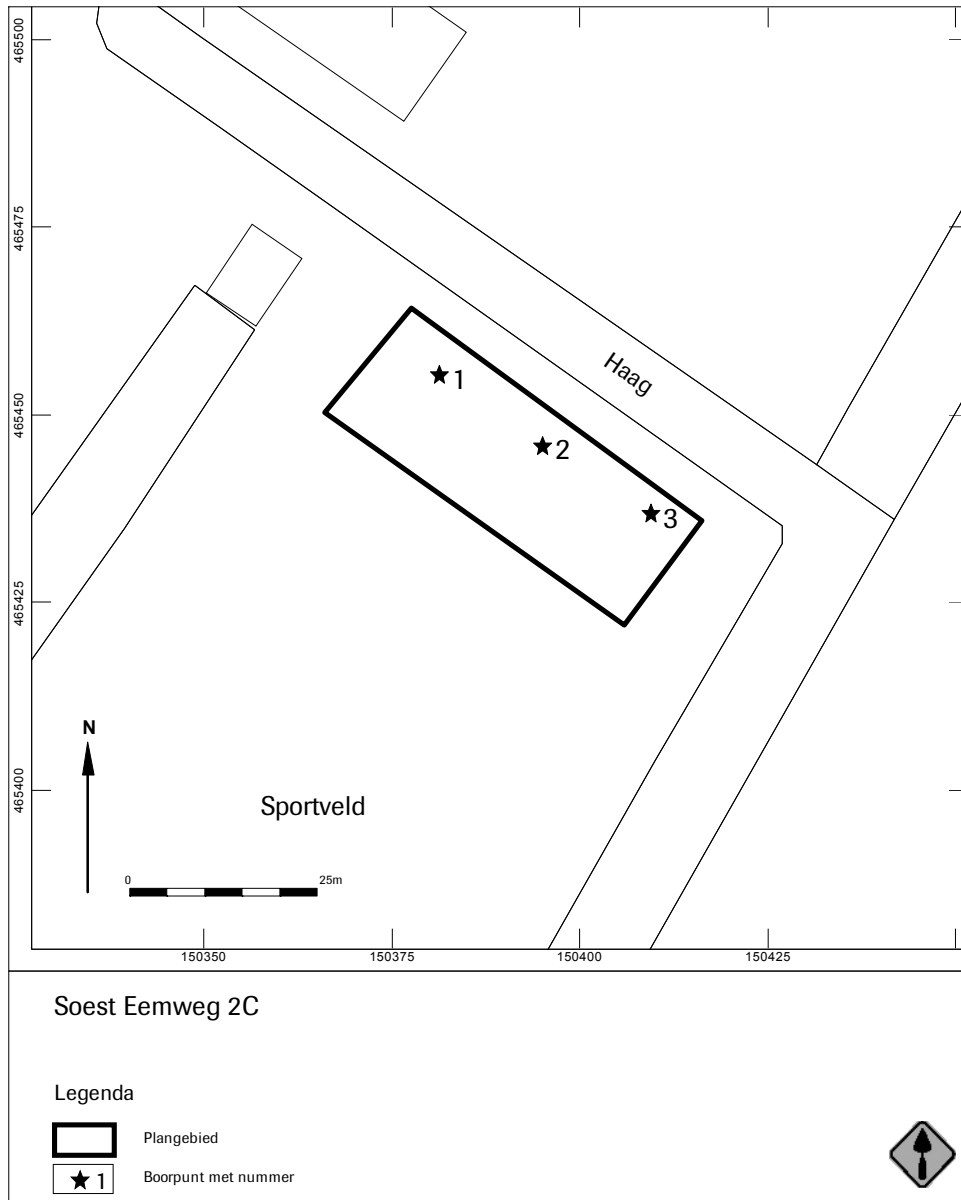 465500
465475
465450
465425
465400
Haag
1
2
3
N
Sportveld
0 25m
150350 150375 150400 150425
Soest Eemweg 2C
Legenda
Plangebied
1 Boorpunt met nummer